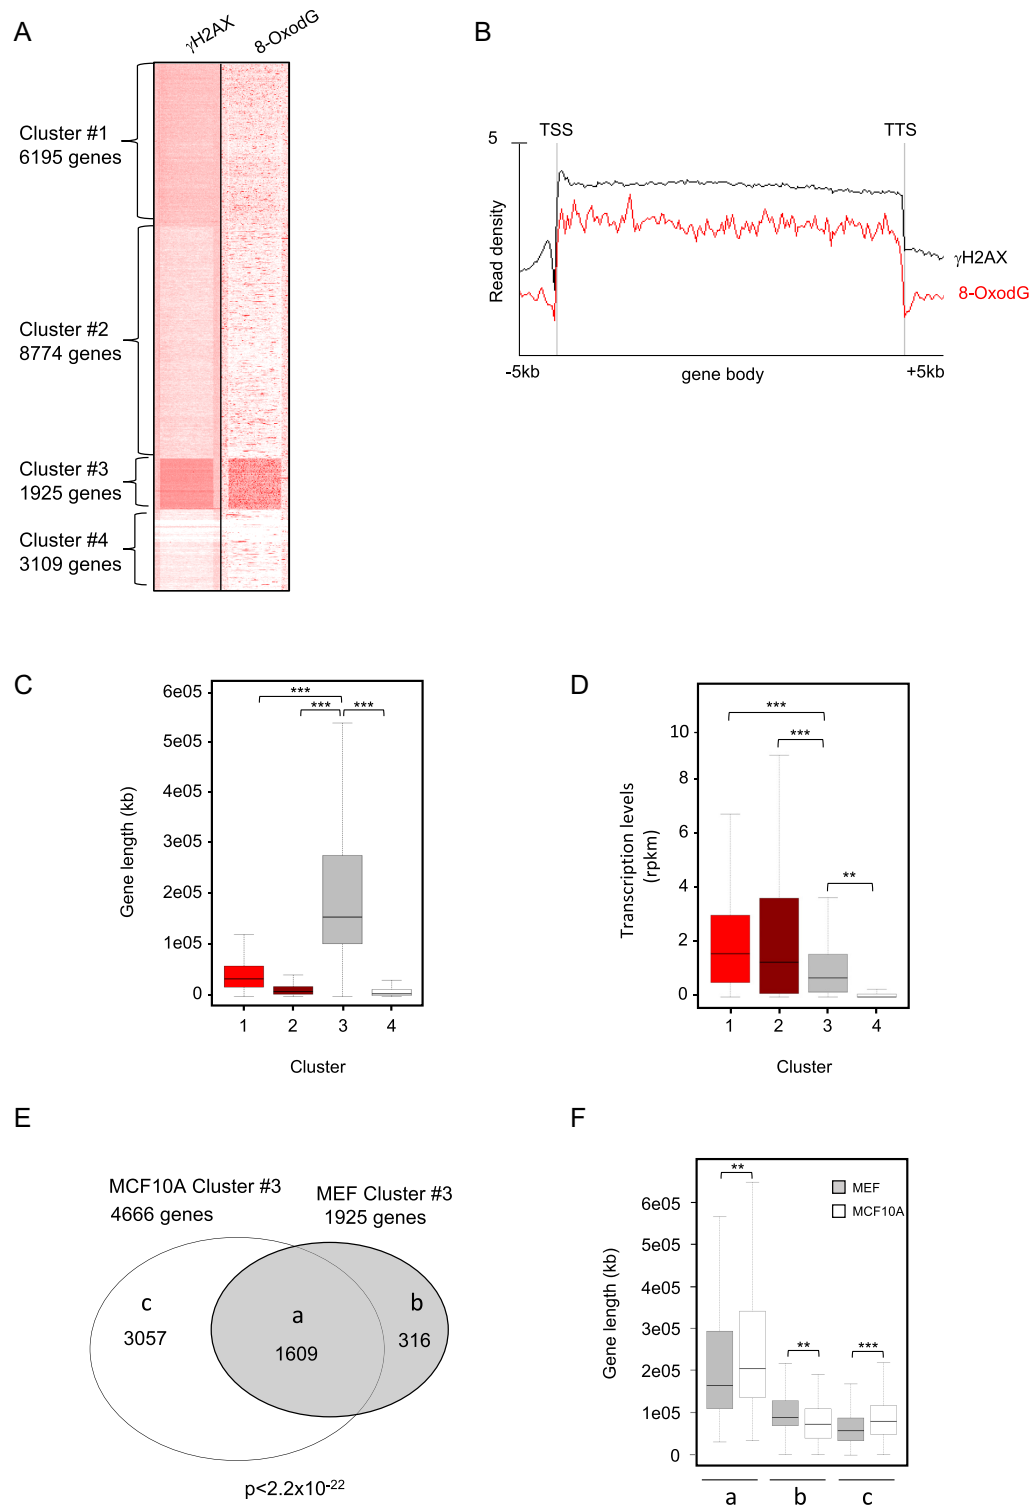 A
γH2AX
8-OxodG
Cluster #1
6195 genes
Cluster #2
8774 genes
Cluster #3
1925 genes
Cluster #4
3109 genes
B
5
TSS
TTS
Read density
γH2AX
8-OxodG
-5kb
gene body
+5kb
C
6e05
5e05
4e05
3e05
2e05
1e05
0
Gene length (kb)
***
***
***
1
2
3
4
Cluster
D
10
8
6
4
2
0
Transcription levels
(rpkm)
***
***
**
1
2
3
4
Cluster
E
MCF10A Cluster #3
4666 genes
MEF Cluster #3
1925 genes
c
3057
a
1609
b
316
p<2.2x10⁻²²
F
6e05
5e05
4e05
3e05
2e05
1e05
0
Gene length (kb)
**
MEF
MCF10A
**
***
a
b
c